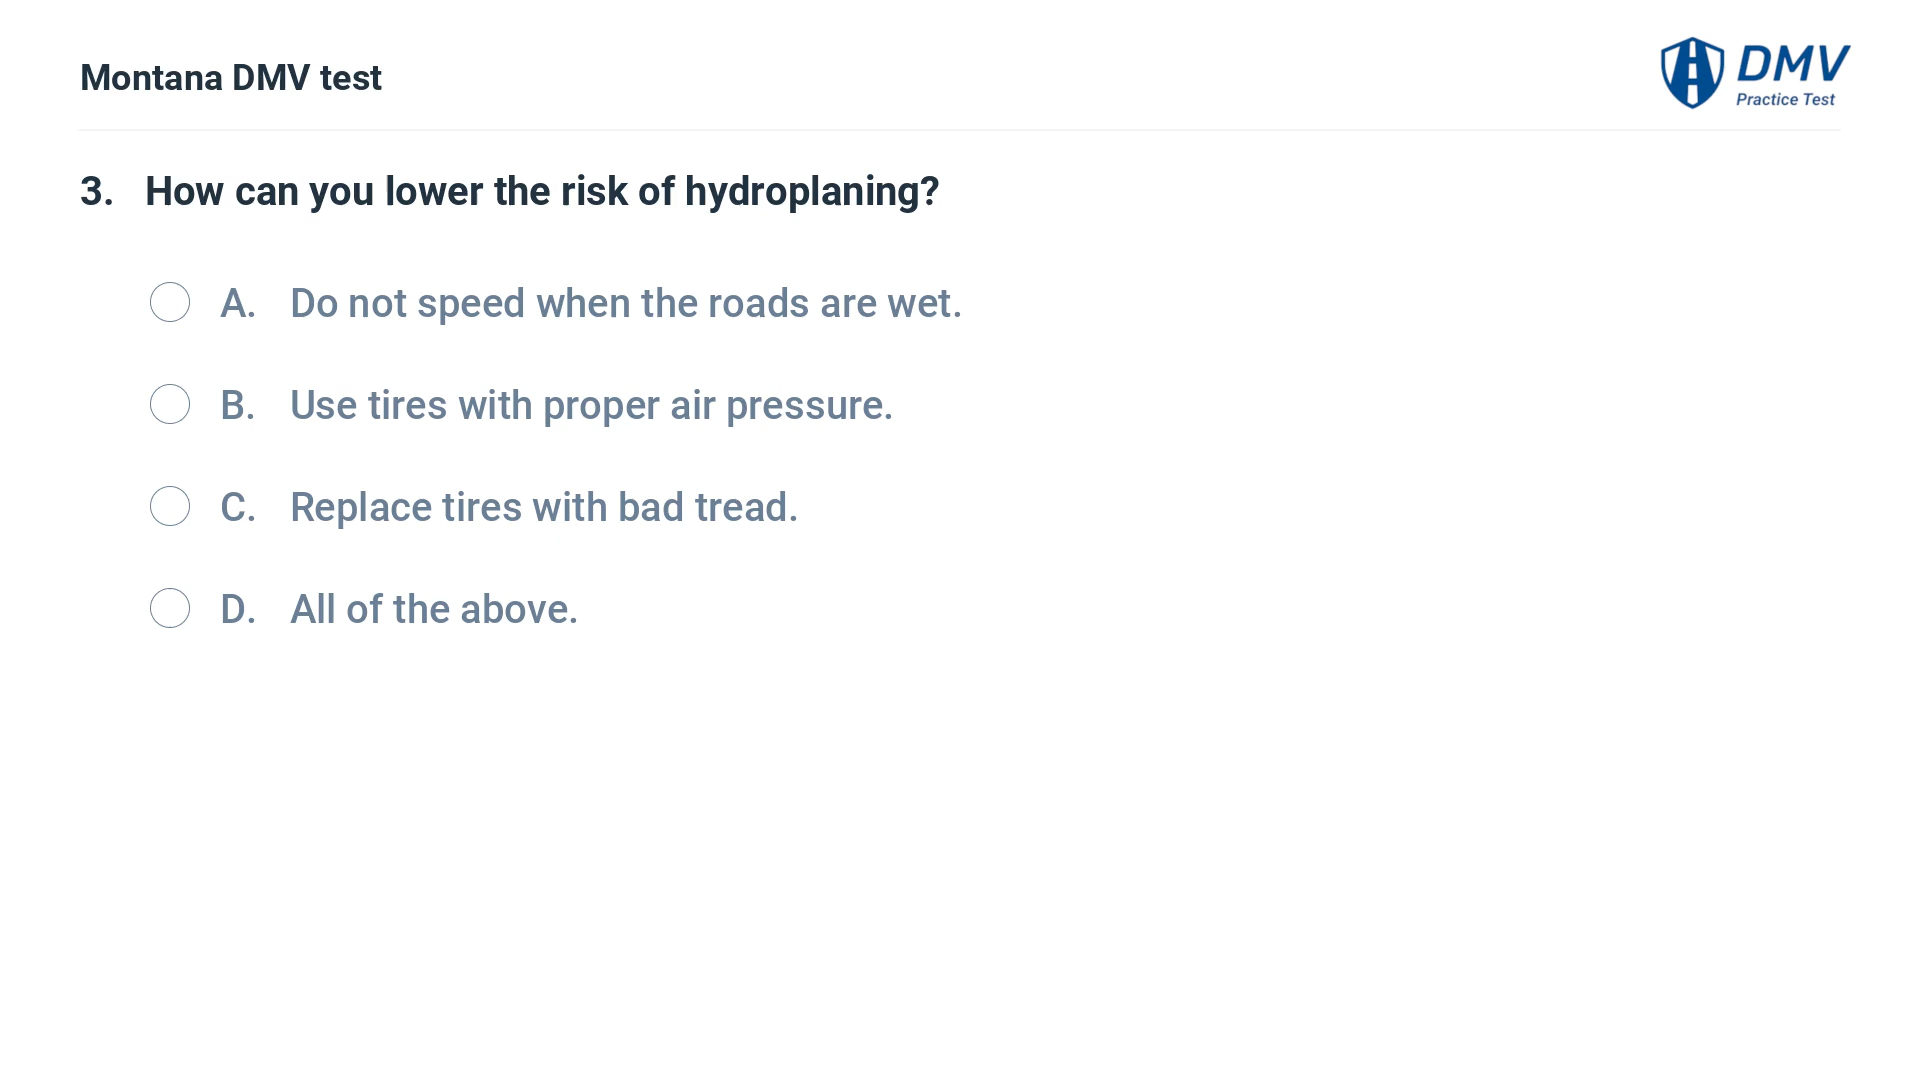 Montana DMV test
DMV
Practice Test
3. How can you lower the risk of hydroplaning?
A. Do not speed when the roads are wet.
B. Use tires with proper air pressure.
C. Replace tires with bad tread.
D. All of the above.